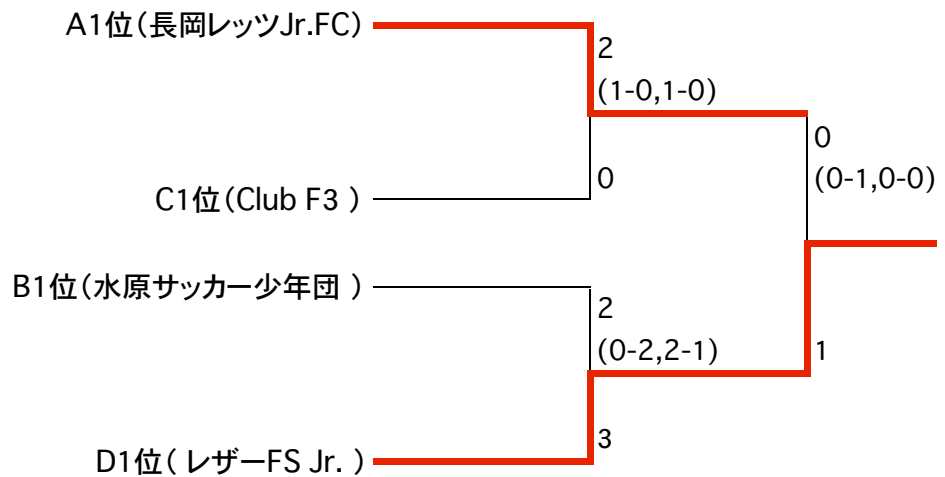 A1位(長岡レッツJr.FC)
2
(1-0,1-0)
0
(0-1,0-0)
C1位(Club F3 )
0
B1位(水原サッカー少年団 )
2
(0-2,2-1)
1
D1位( レザーFS Jr. )
3